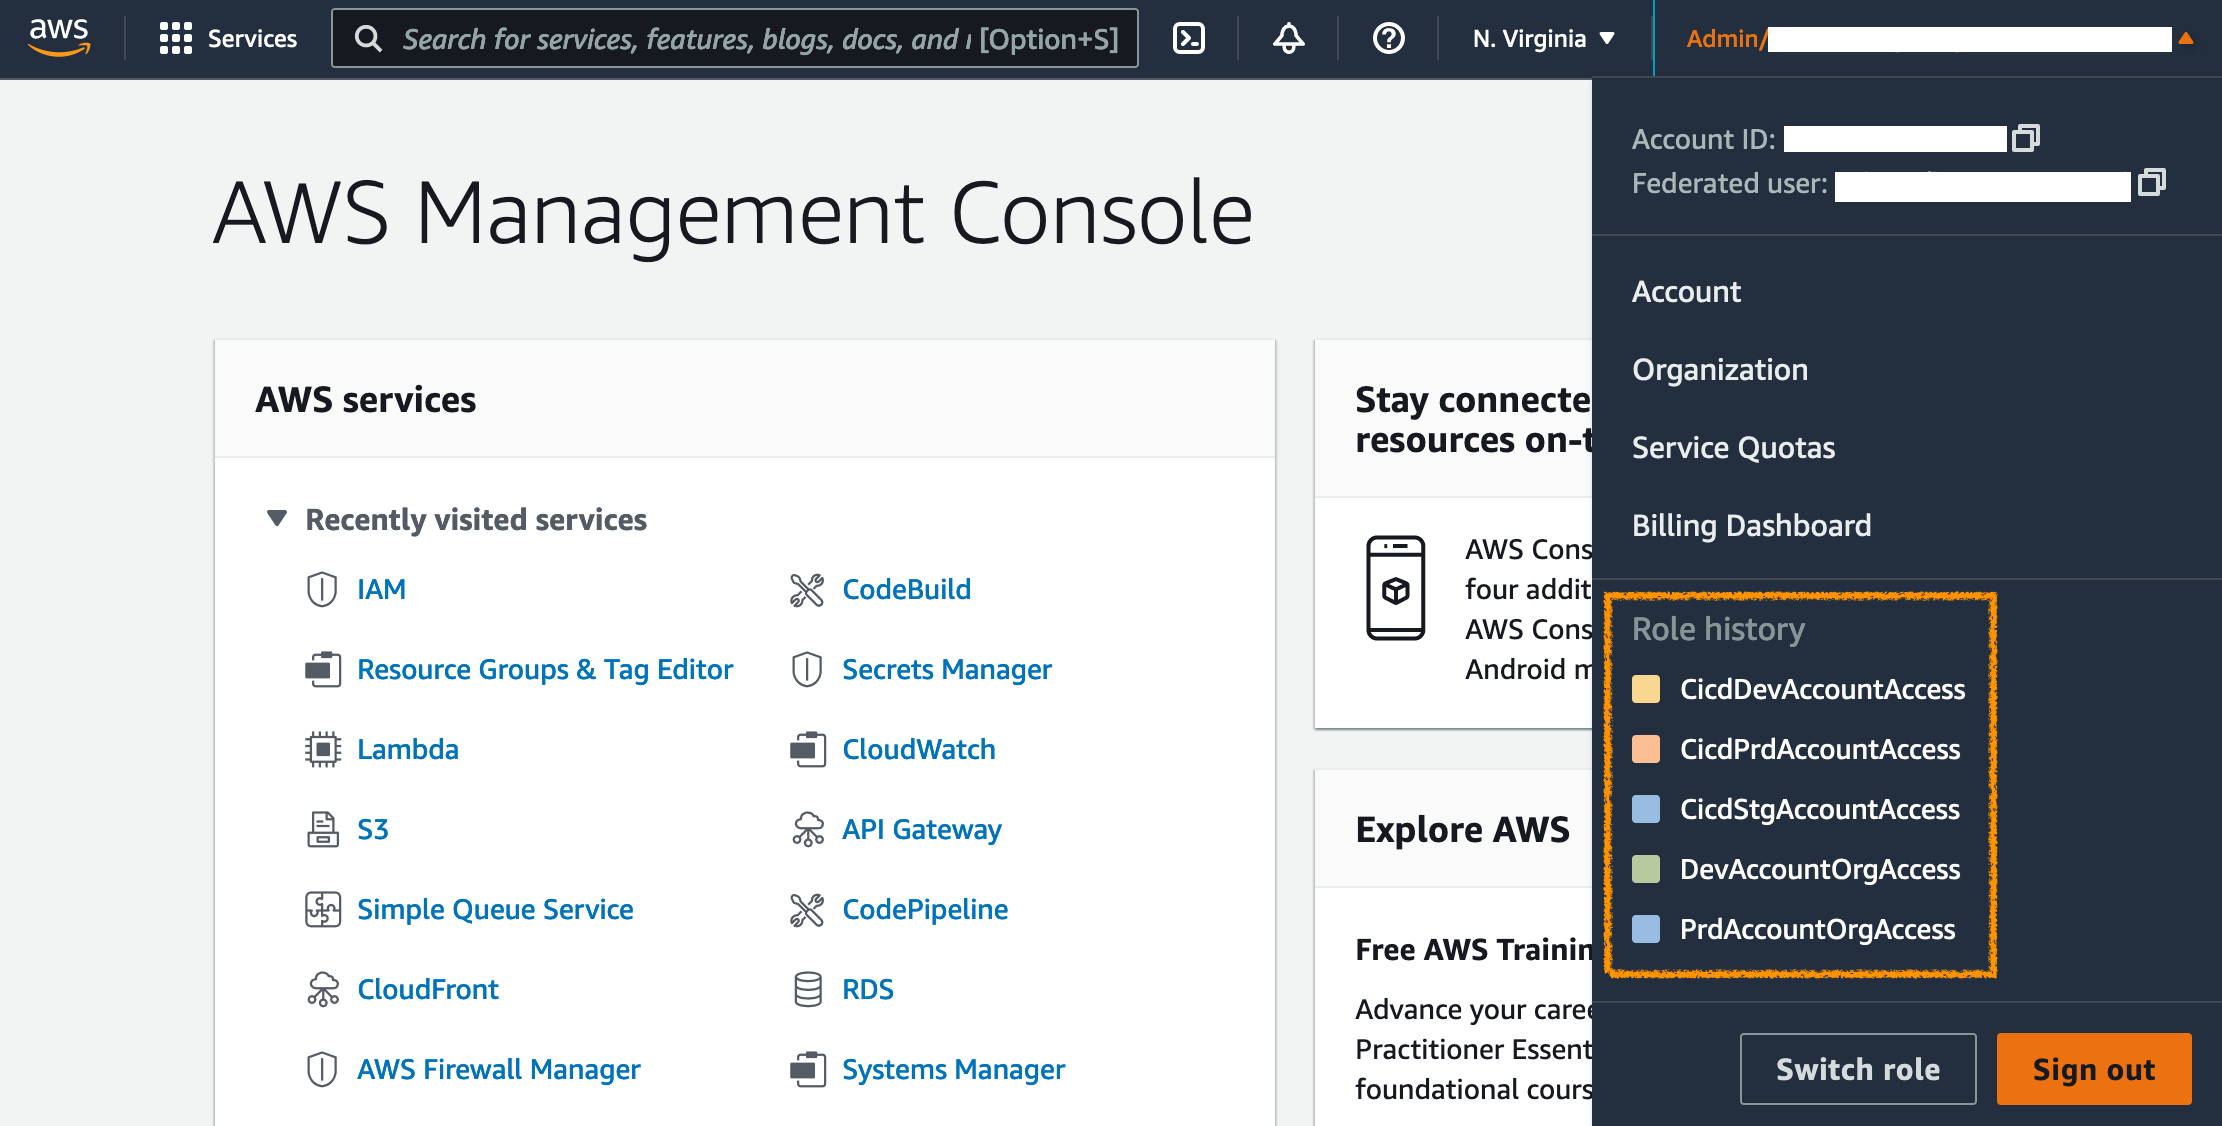 aws
Services
Search for services, features, blogs, docs, and [Option+S]
N. Virginia
Admin/
Account ID:
Federated user:
Account
Organization
Service Quotas
Billing Dashboard
Role history
CicdDevAccountAccess
CicdPrdAccountAccess
CicdStgAccountAccess
DevAccountOrgAccess
PrdAccountOrgAccess
Switch role
Sign out
AWS Management Console
AWS services
Recently visited services
IAM
Resource Groups & Tag Editor
Lambda
S3
Simple Queue Service
CloudFront
AWS Firewall Manager
CodeBuild
Secrets Manager
CloudWatch
API Gateway
CodePipeline
RDS
Systems Manager
Stay connecte
resources on-t
AWS Cons
four addit
AWS Cons
Android m
Explore AWS
Free AWS Trainin
Advance your caree
Practitioner Essent
foundational cours